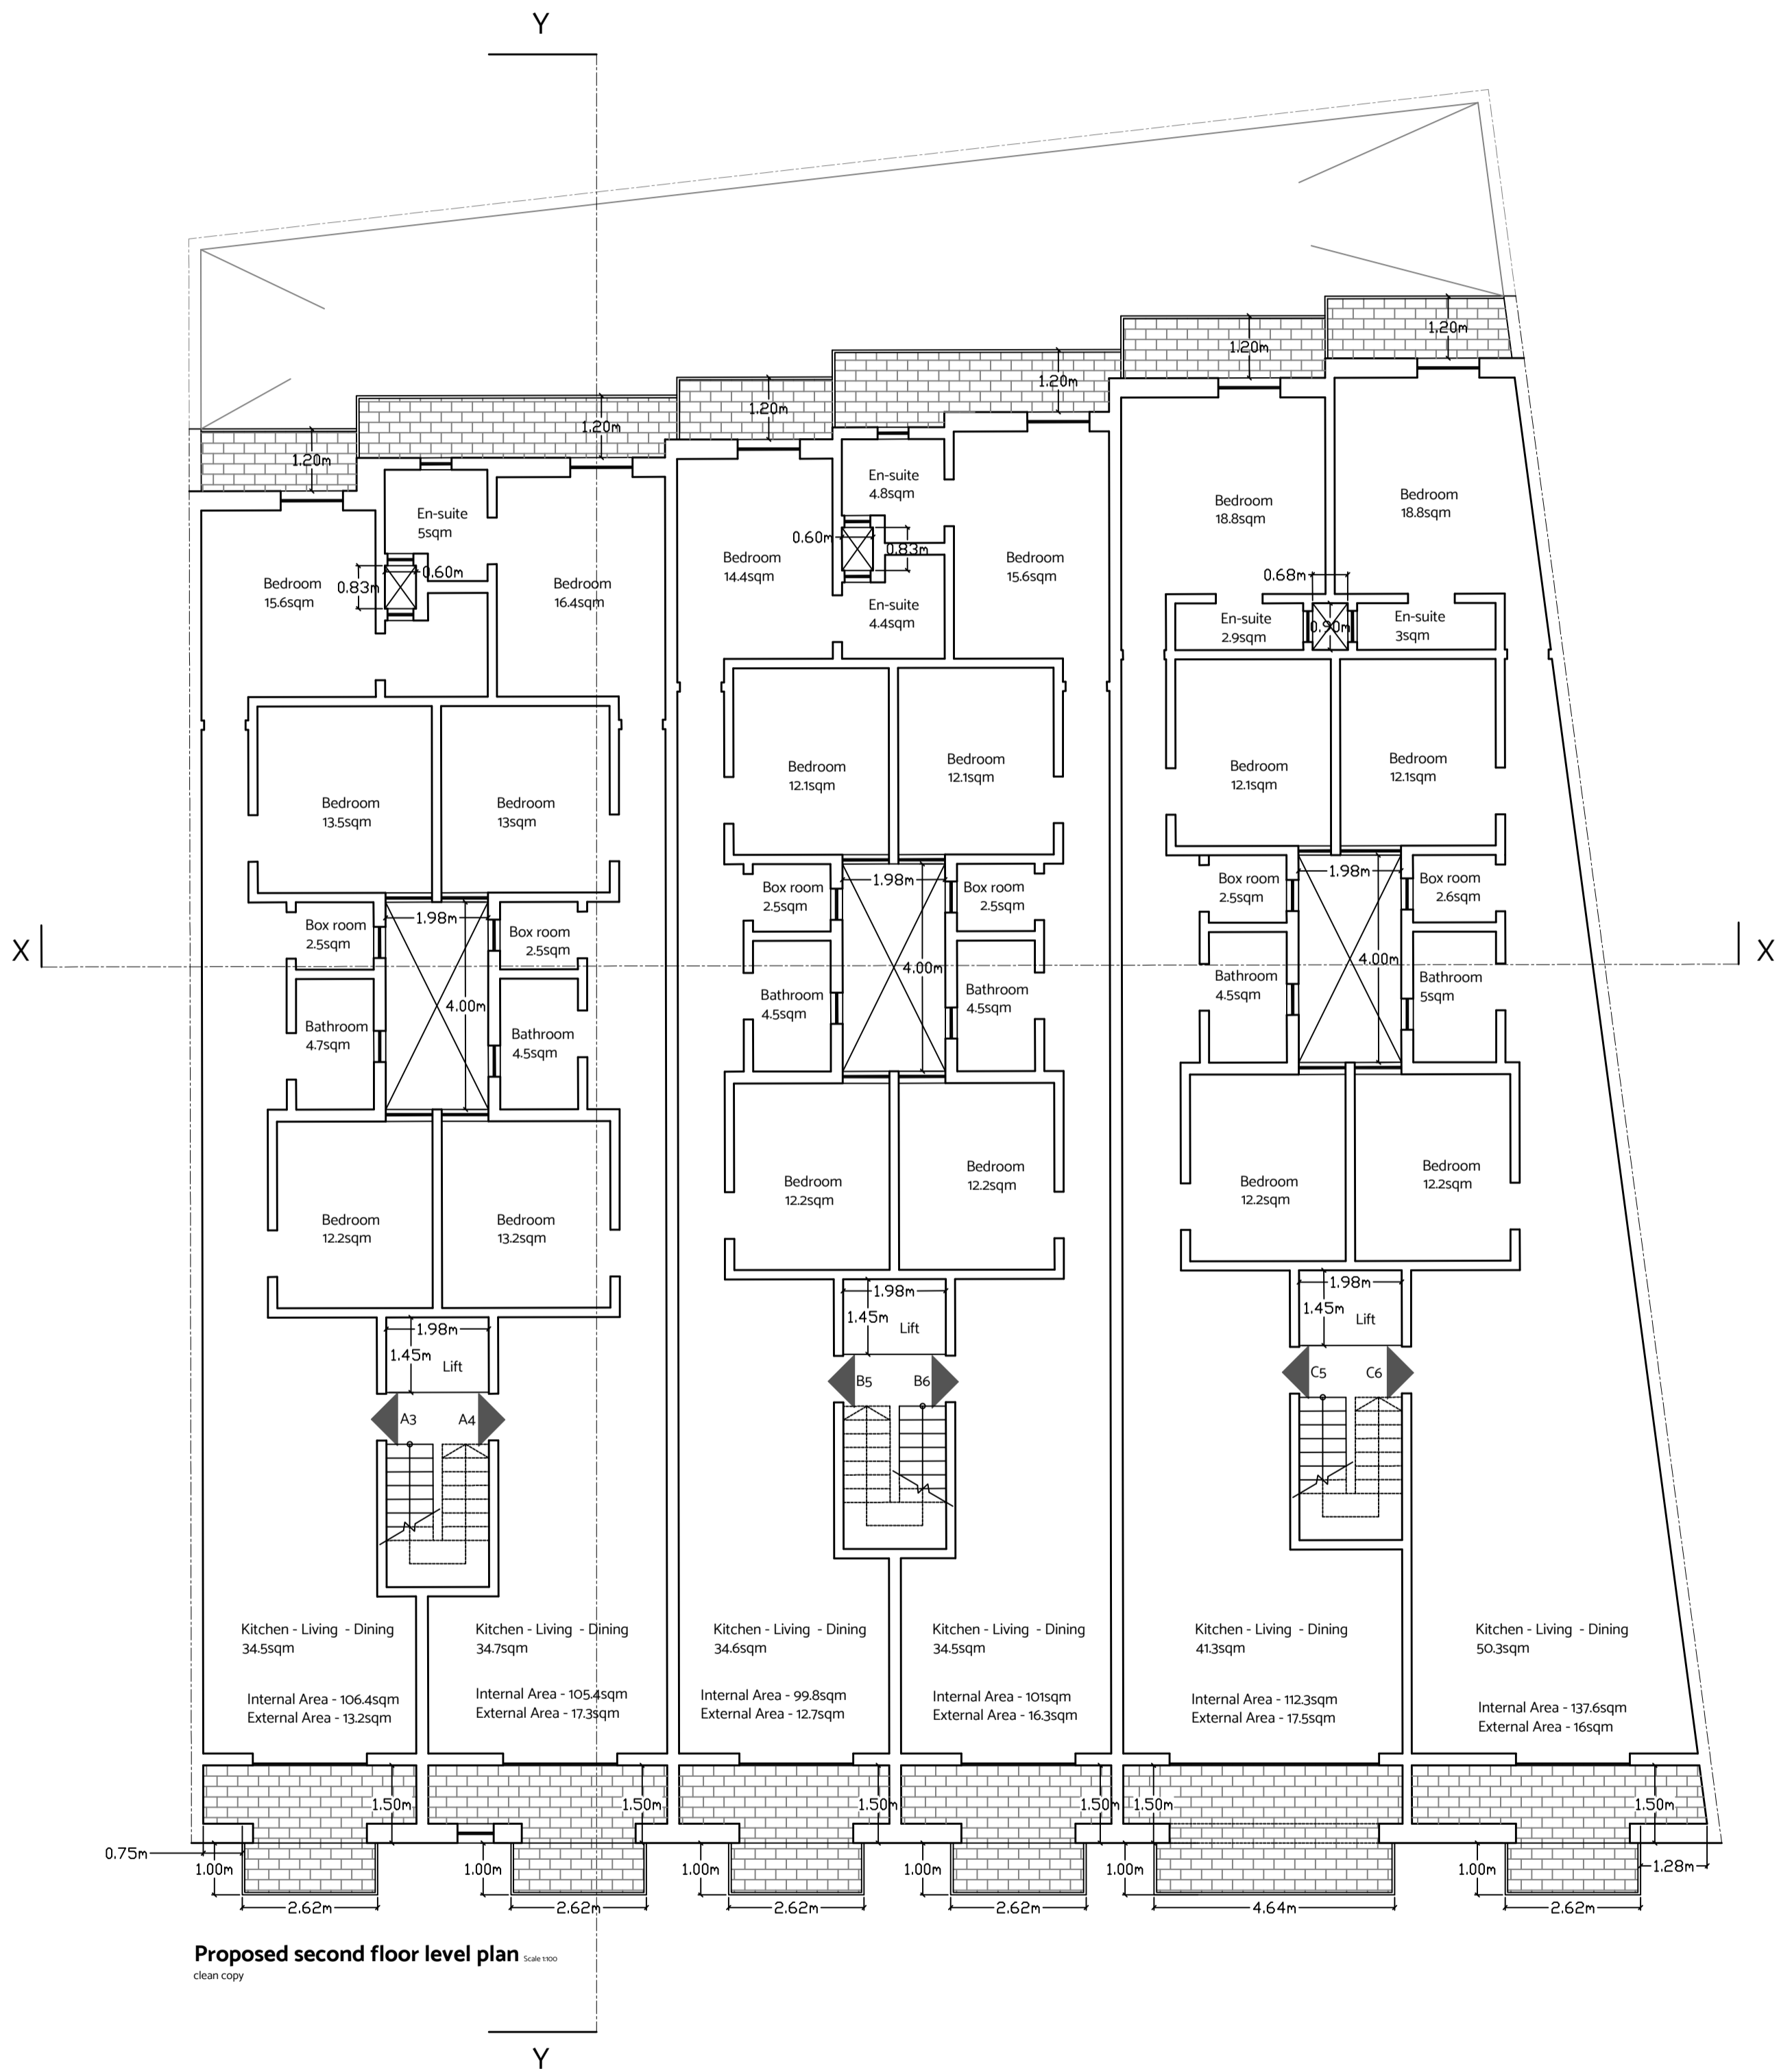 Y
1.20m
1.20m
1.20m
1.20m
1.20m
1.20m
Bedroom
18.8sqm
Bedroom
18.8sqm
En-suite
4.8sqm
En-suite
5sqm
0.60m
0.83m
Bedroom
14.4sqm
Bedroom
15.6sqm
0.60m
0.83m
Bedroom
15.6sqm
Bedroom
16.4sqm
0.68m
En-suite
4.4sqm
En-suite
2.9sqm
0.90m
En-suite
3sqm
Bedroom
13.5sqm
Bedroom
13sqm
Bedroom
12.1sqm
Bedroom
12.1sqm
Bedroom
12.1sqm
Bedroom
12.1sqm
1.98m
1.98m
1.98m
Box room
2.5sqm
Box room
2.5sqm
Box room
2.5sqm
Box room
2.5sqm
Box room
2.5sqm
Box room
2.6sqm
X
X
4.00m
4.00m
4.00m
Bathroom
4.7sqm
Bathroom
4.5sqm
Bathroom
4.5sqm
Bathroom
4.5sqm
Bathroom
4.5sqm
Bathroom
5sqm
Bedroom
12.2sqm
Bedroom
13.2sqm
Bedroom
12.2sqm
Bedroom
12.2sqm
Bedroom
12.2sqm
Bedroom
12.2sqm
1.98m
1.45m
Lift
1.98m
1.45m
Lift
1.98m
1.45m
Lift
A3
A4
B5
B6
C5
C6
Kitchen - Living - Dining
34.5sqm
Kitchen - Living - Dining
34.7sqm
Kitchen - Living - Dining
34.6sqm
Kitchen - Living - Dining
34.5sqm
Kitchen - Living - Dining
41.3sqm
Kitchen - Living - Dining
50.3sqm
Internal Area - 106.4sqm
External Area - 13.2sqm
Internal Area - 105.4sqm
External Area - 17.3sqm
Internal Area - 99.8sqm
External Area - 12.7sqm
Internal Area - 101sqm
External Area - 16.3sqm
Internal Area - 112.3sqm
External Area - 17.5sqm
Internal Area - 137.6sqm
External Area - 16sqm
1.50m
1.50m
1.50m
1.50m
1.50m
1.50m
0.75m
1.00m
1.00m
1.00m
1.00m
1.00m
1.00m
1.28m
2.62m
2.62m
2.62m
2.62m
4.64m
2.62m
Proposed second floor level plan Scale 1:100
clean copy
Y